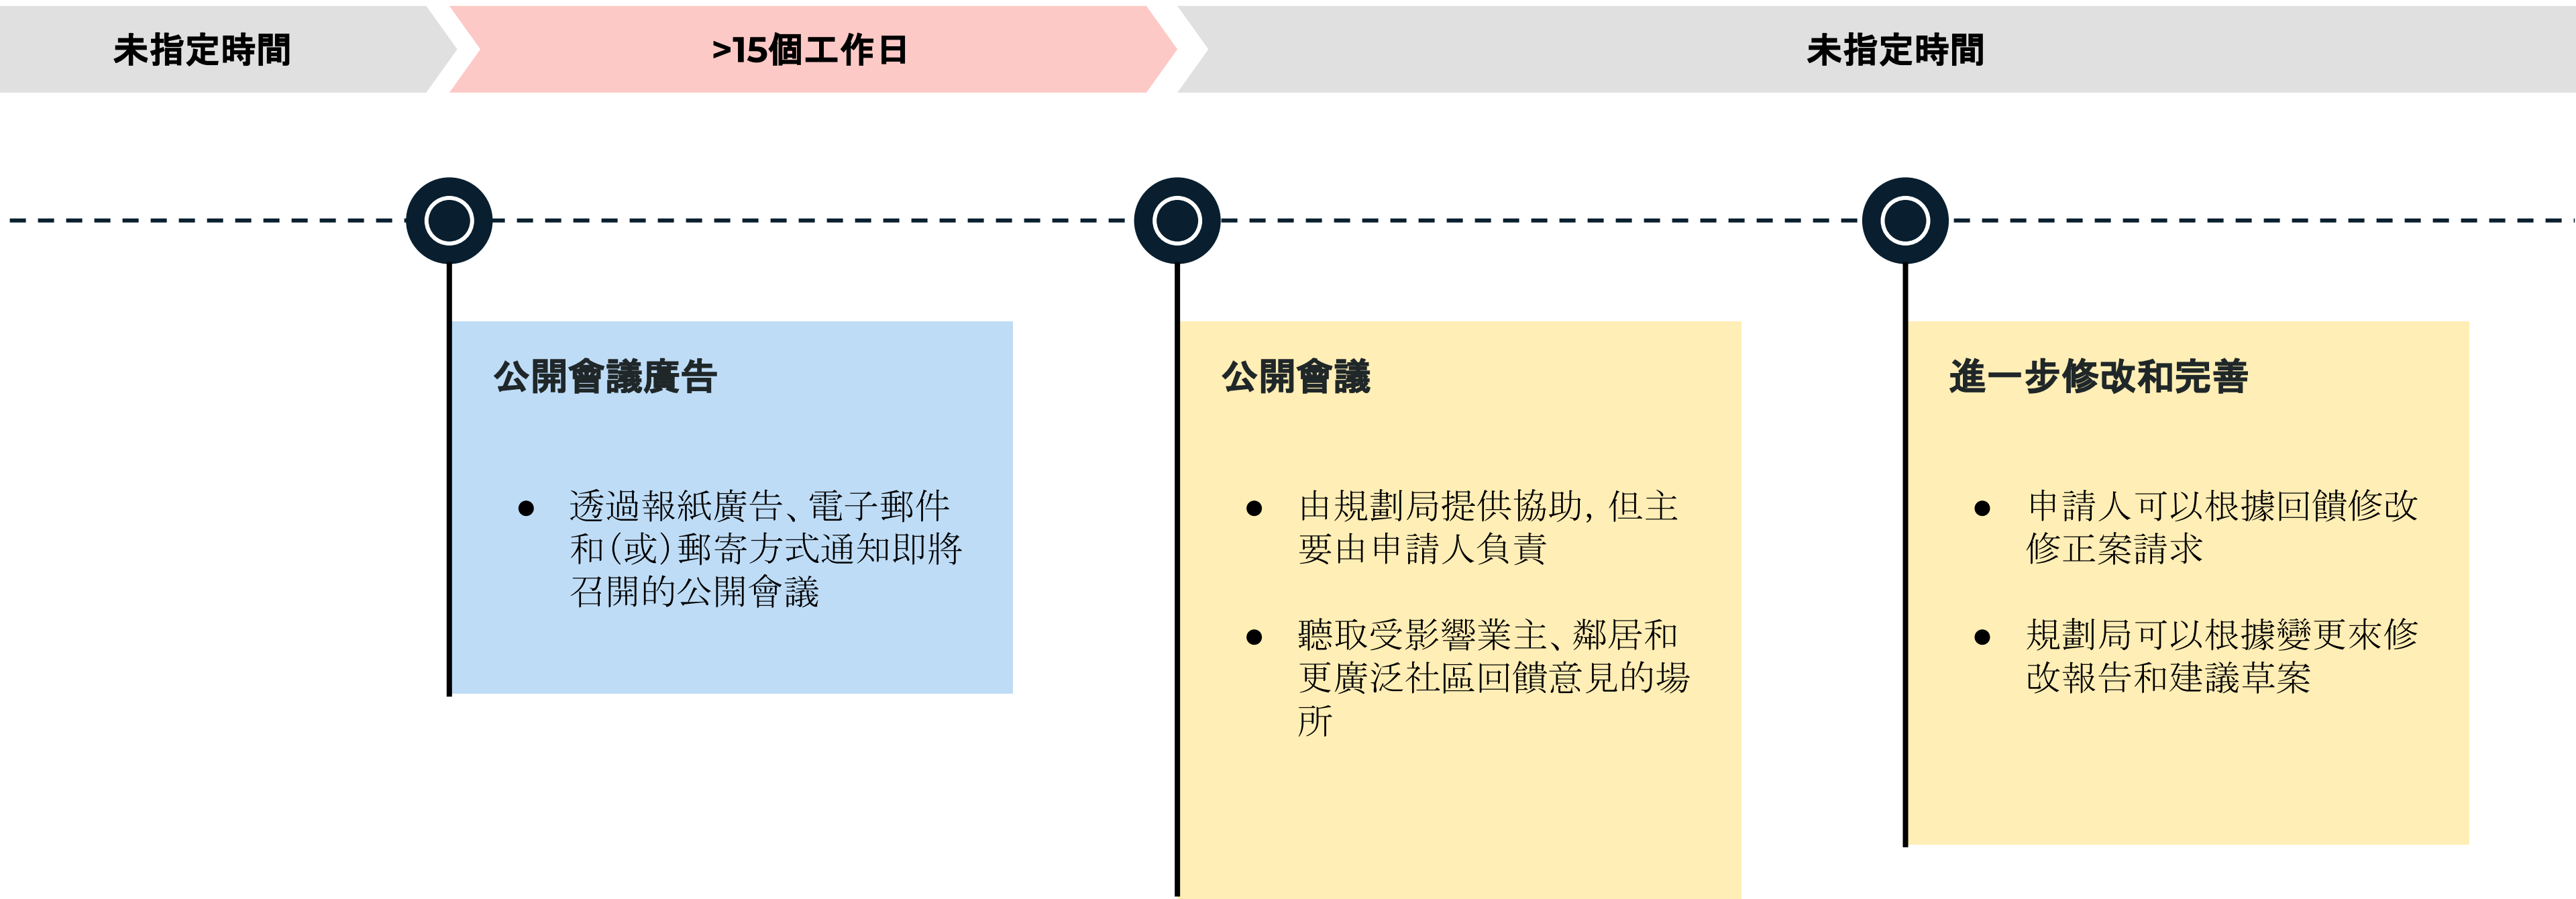 未指定時間
>15個工作日
未指定時間
公開會議廣告
● 透過報紙廣告、電子郵件
和(或)郵寄方式通知即將
召開的公開會議
公開會議
● 由規劃局提供協助, 但主
要由申請人負責
● 聽取受影響業主、鄰居和
更廣泛社區回饋意見的場
所
進一步修改和完善
● 申請人可以根據回饋修改
修正案請求
● 規劃局可以根據變更來修
改報告和建議草案